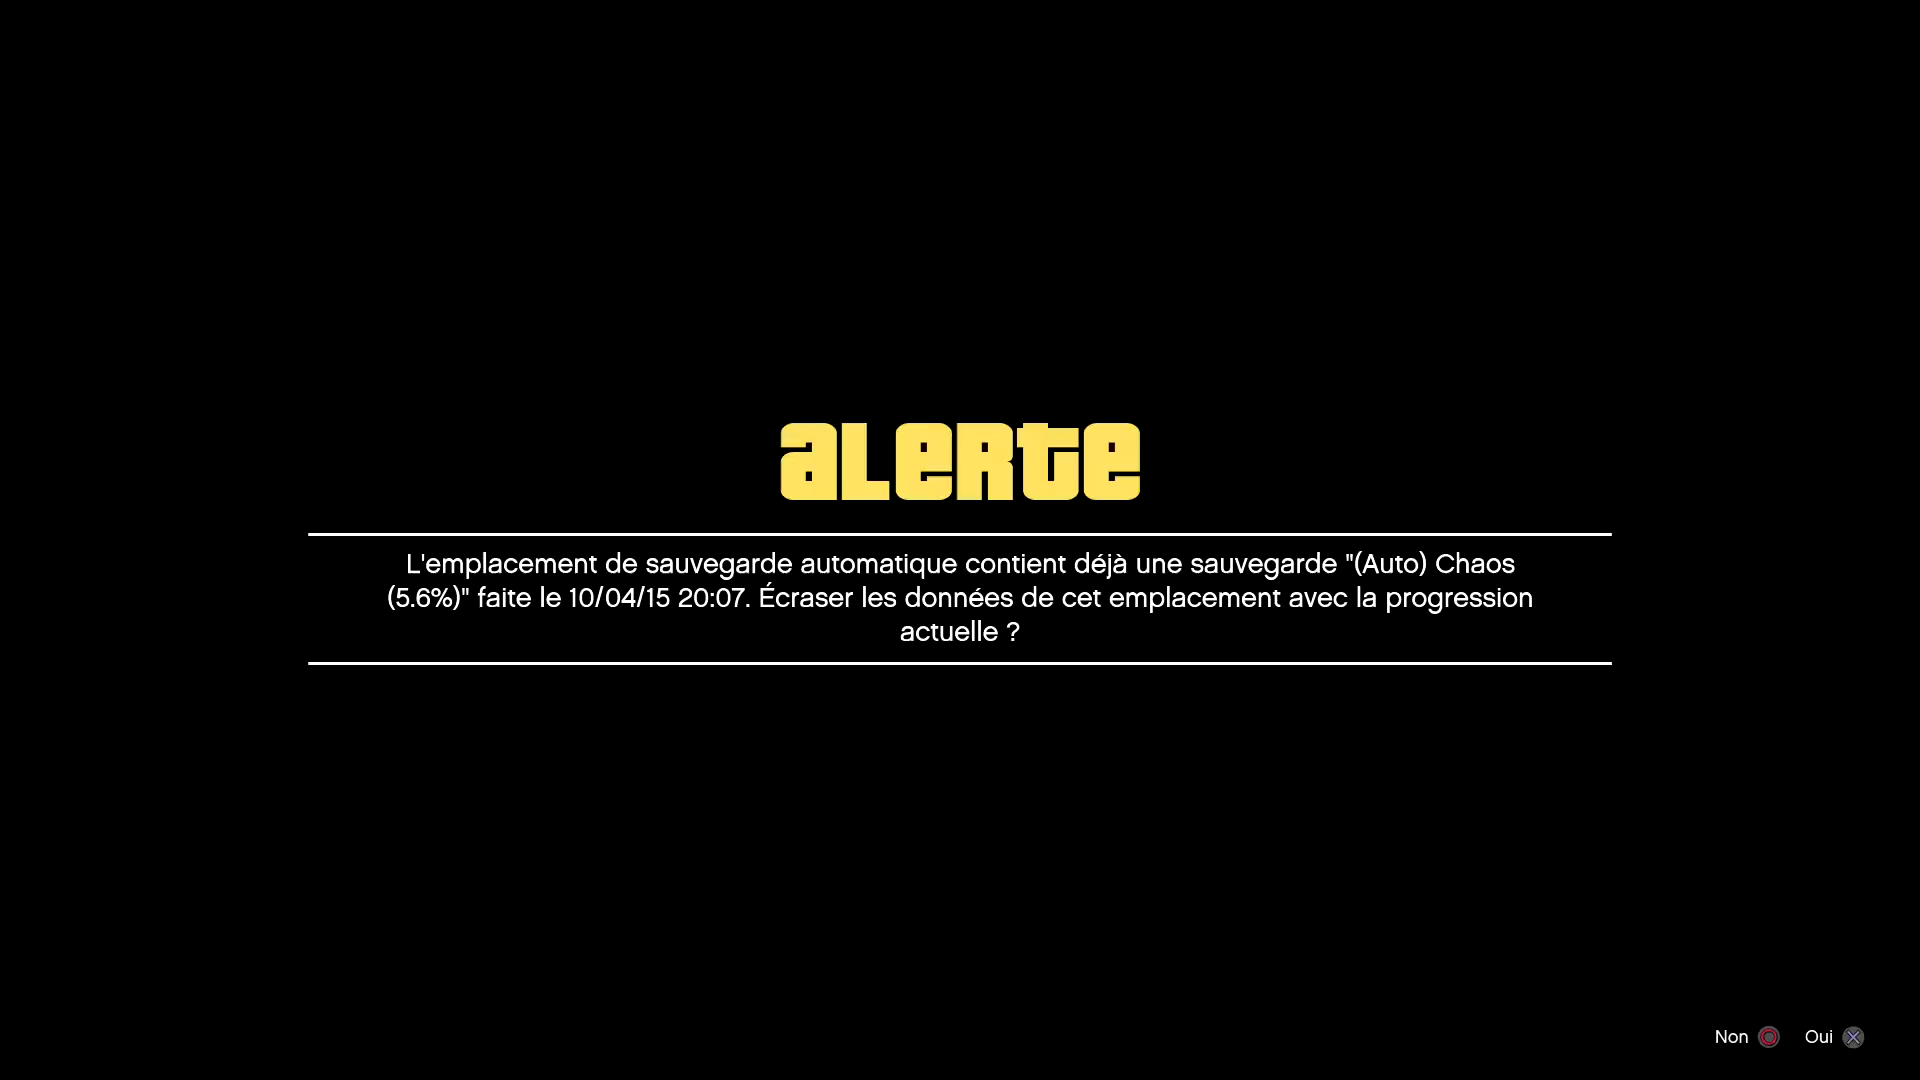 aLeRte
L'emplacement de sauvegarde automatique contient déjà une sauvegarde "(Auto) Chaos
(5.6%)" faite le 10/04/15 20:07. Écraser les données de cet emplacement avec la progression
actuelle ?
Non Oui